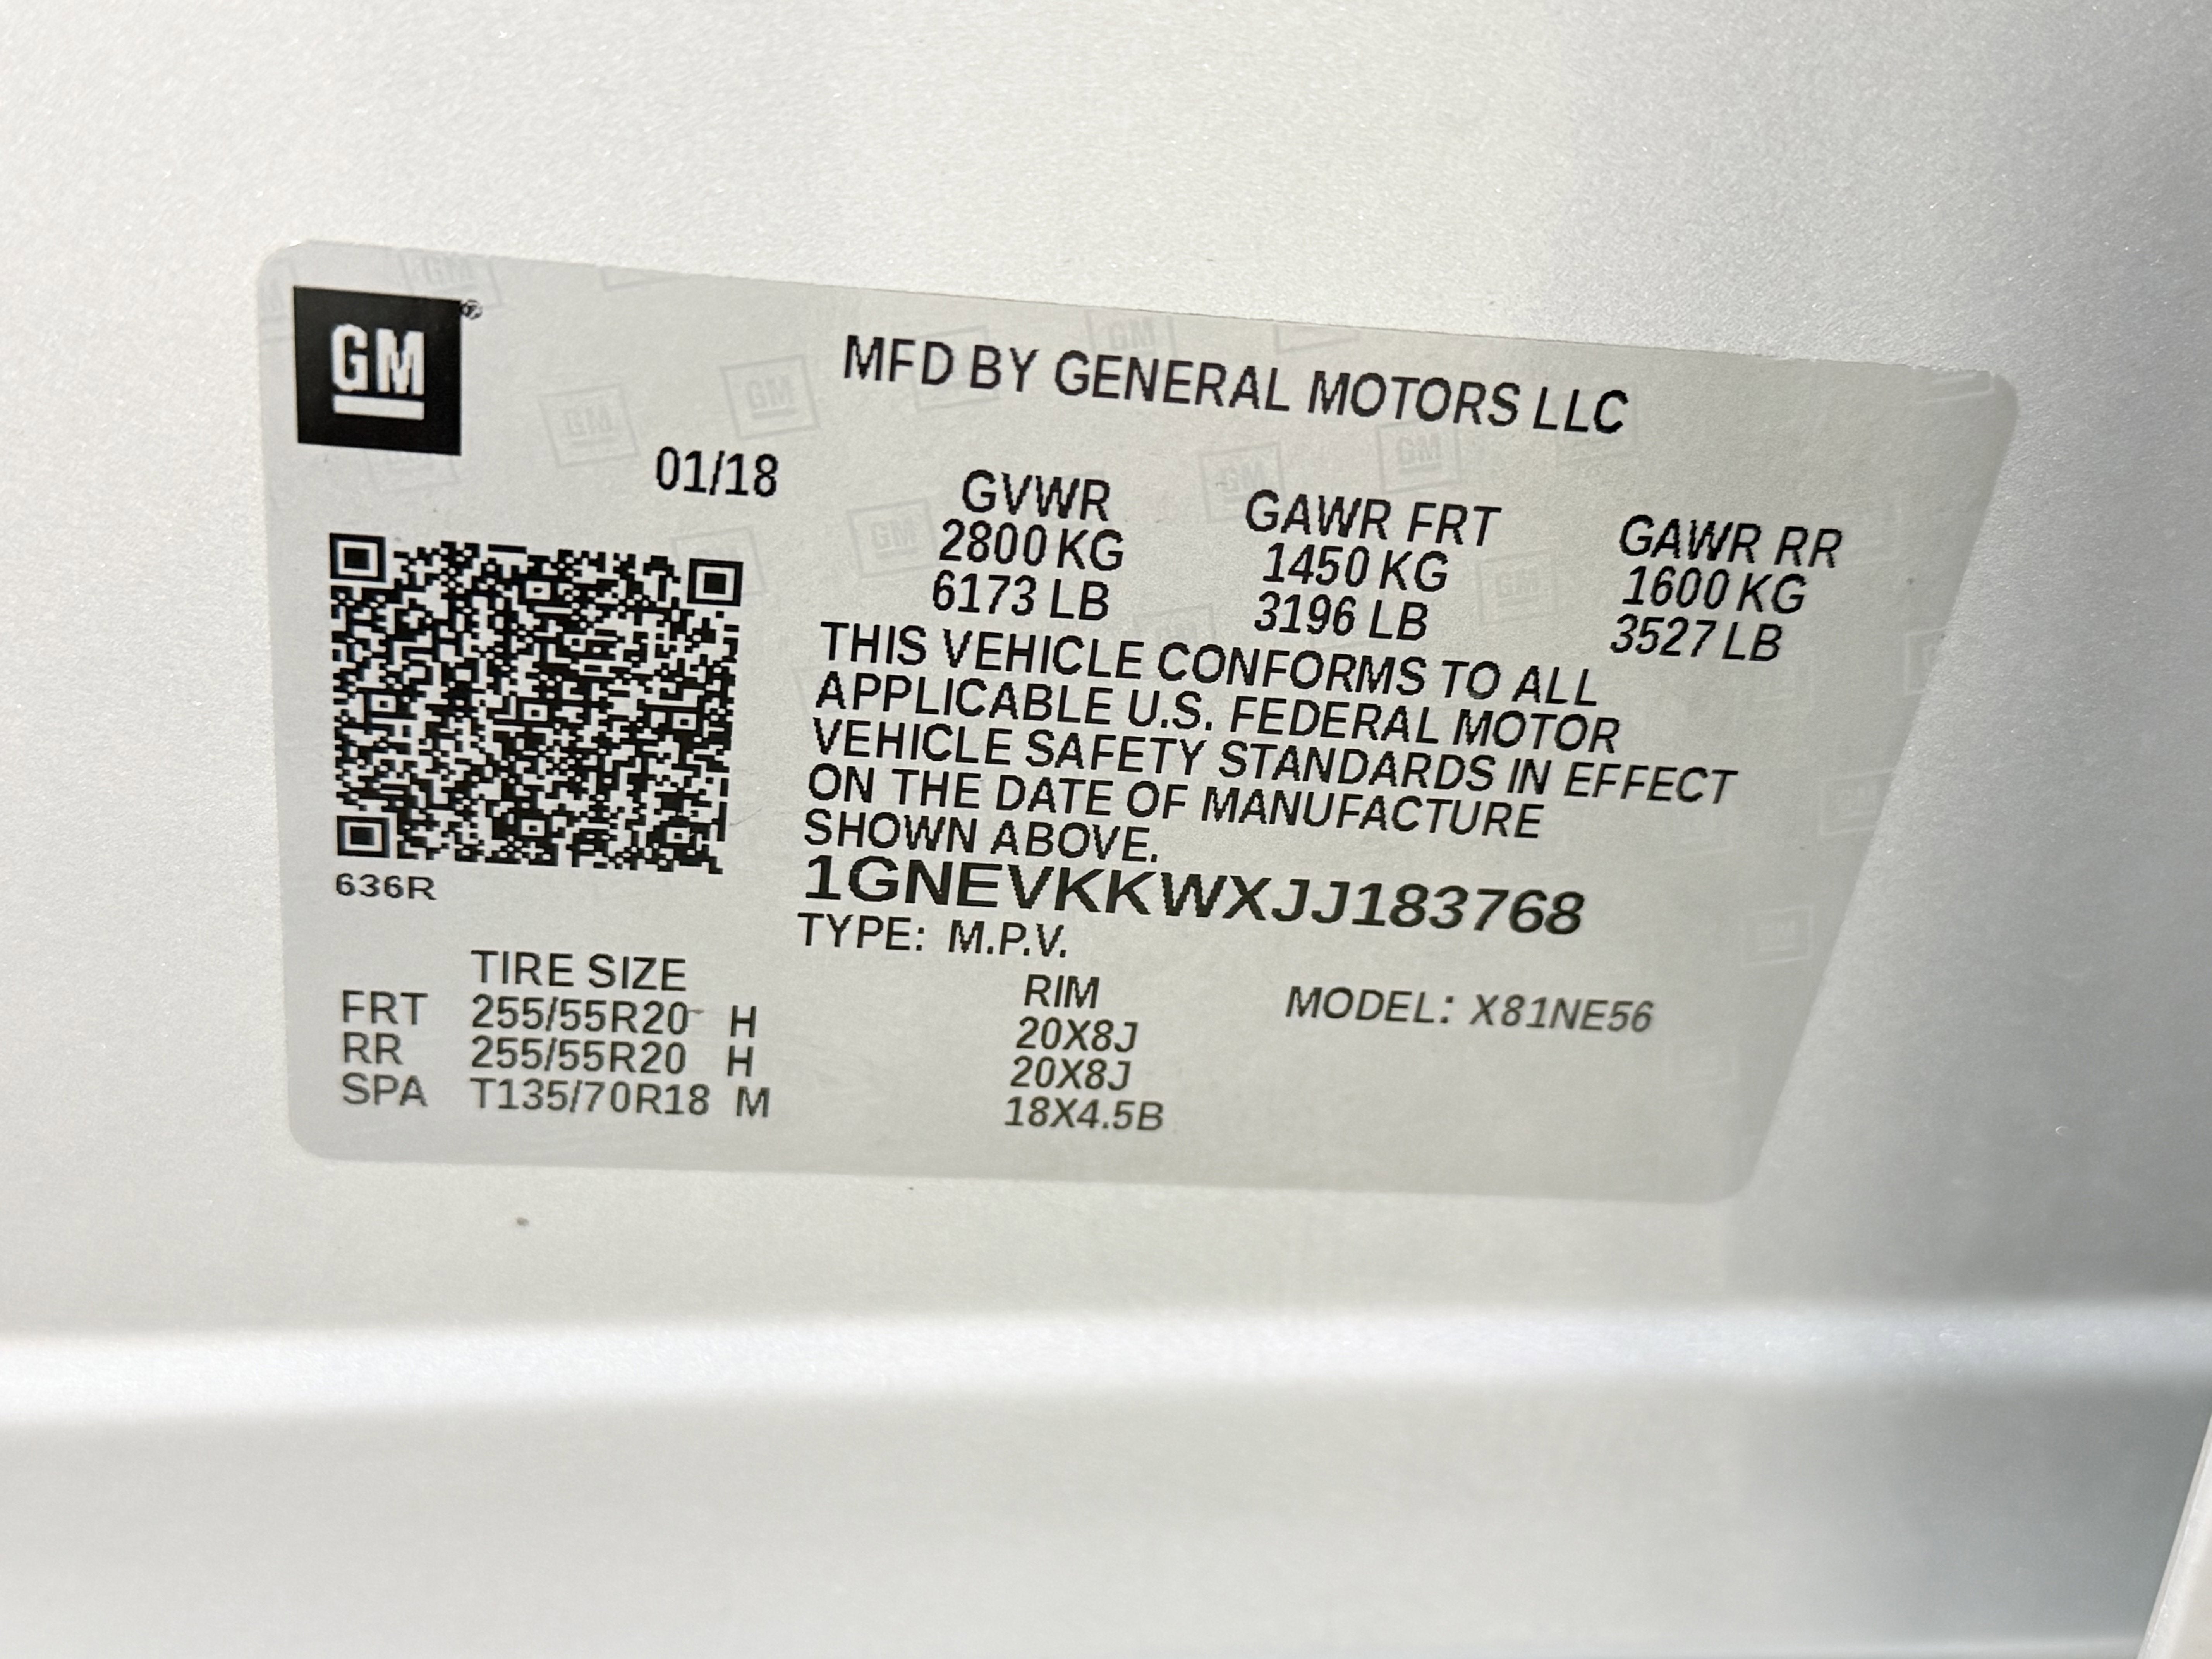 GM®
MFD BY GENERAL MOTORS LLC
01/18
GVWR GAWR FRT GAWR RR
2800 KG 1450 KG 1600 KG
6173 LB 3196 LB 3527 LB
THIS VEHICLE CONFORMS TO ALL
APPLICABLE U.S. FEDERAL MOTOR
VEHICLE SAFETY STANDARDS IN EFFECT
ON THE DATE OF MANUFACTURE
SHOWN ABOVE.
636R
1GNEVKKWXJJ183768
TYPE: M.P.V.
TIRE SIZE RIM MODEL: X81NE56
FRT 255/55R20 H 20X8J
RR 255/55R20 H 20X8J
SPA T135/70R18 M 18X4.5B